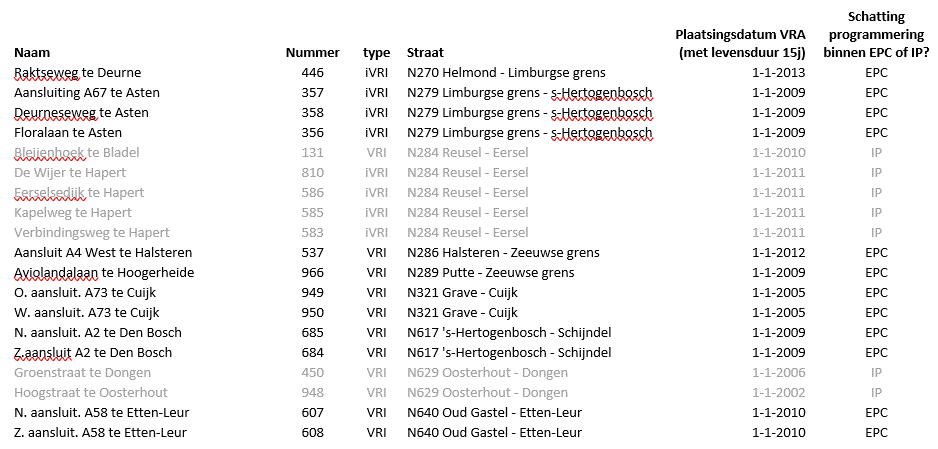 Naam Nummer type Straat Plaatsingsdatum VRA (met levensduur 15j) Schatting programmering binnen EPC of IP?
Raktseweg te Deurne 446 iVRI N270 Helmond - Limburgse grens 1-1-2013 EPC
Aansluiting A67 te Asten 357 iVRI N279 Limburgse grens - s-Hertogenbosch 1-1-2009 EPC
Deurneseweg te Asten 358 iVRI N279 Limburgse grens - s-Hertogenbosch 1-1-2009 EPC
Floralaan te Asten 356 iVRI N279 Limburgse grens - s-Hertogenbosch 1-1-2009 EPC
Bleijenhoek te Bladel 131 VRI N284 Reusel - Eersel 1-1-2010 IP
De Wijer te Hapert 810 iVRI N284 Reusel - Eersel 1-1-2011 IP
Eerselsedijk te Hapert 586 iVRI N284 Reusel - Eersel 1-1-2011 IP
Kapelweg te Hapert 585 iVRI N284 Reusel - Eersel 1-1-2011 IP
Verbindingsweg te Hapert 583 iVRI N284 Reusel - Eersel 1-1-2011 IP
Aansluit A4 West te Halsteren 537 VRI N286 Halsteren - Zeeuwse grens 1-1-2012 EPC
Aviolandalaan te Hoogerheide 966 VRI N289 Putte - Zeeuwse grens 1-1-2009 EPC
O. aansluit. A73 te Cuijk 949 VRI N321 Grave - Cuijk 1-1-2005 EPC
W. aansluit. A73 te Cuijk 950 VRI N321 Grave - Cuijk 1-1-2005 EPC
N. aansluit. A2 te Den Bosch 685 VRI N617 's-Hertogenbosch - Schijndel 1-1-2009 EPC
Z.aansluit A2 te Den Bosch 684 VRI N617 's-Hertogenbosch - Schijndel 1-1-2009 EPC
Groenstraat te Dongen 450 VRI N629 Oosterhout - Dongen 1-1-2006 IP
Hoogstraat te Oosterhout 948 VRI N629 Oosterhout - Dongen 1-1-2002 IP
N. aansluit. A58 te Etten-Leur 607 VRI N640 Oud Gastel - Etten-Leur 1-1-2010 EPC
Z. aansluit. A58 te Etten-Leur 608 VRI N640 Oud Gastel - Etten-Leur 1-1-2010 EPC